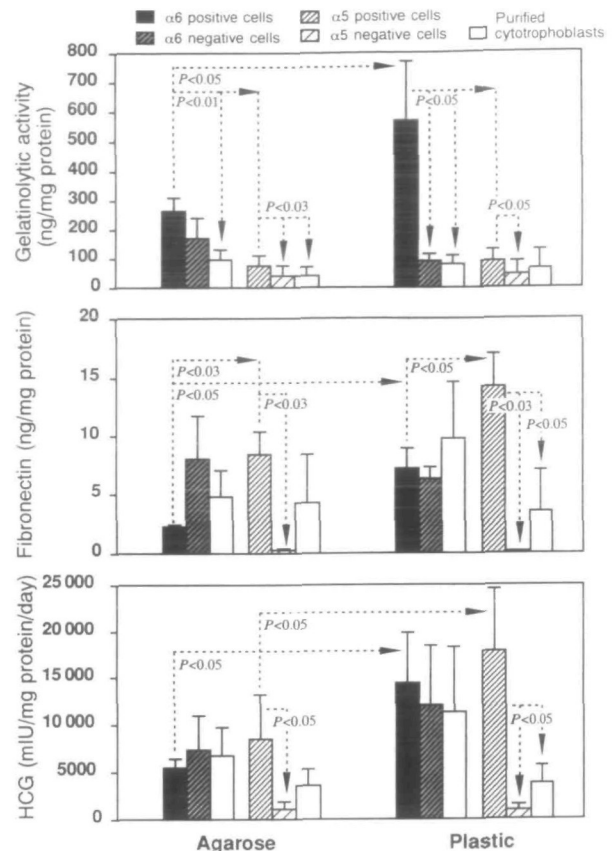 α6 positive cells
α5 positive cells
Purified
α6 negative cells
α5 negative cells
cytotrophoblasts
Gelatinolytic activity
(ng/mg protein)
800
700
600
500
400
300
200
100
0
P<0.05
P<0.01
P<0.03
P<0.05
P<0.05
Fibronectin (ng/mg protein)
20
15
10
5
0
P<0.03
P<0.05
P<0.03
P<0.05
P<0.03
P<0.05
HCG (mIU/mg protein/day)
25 000
20 000
15 000
10 000
5000
0
P<0.05
P<0.05
P<0.05
P<0.05
Agarose
Plastic